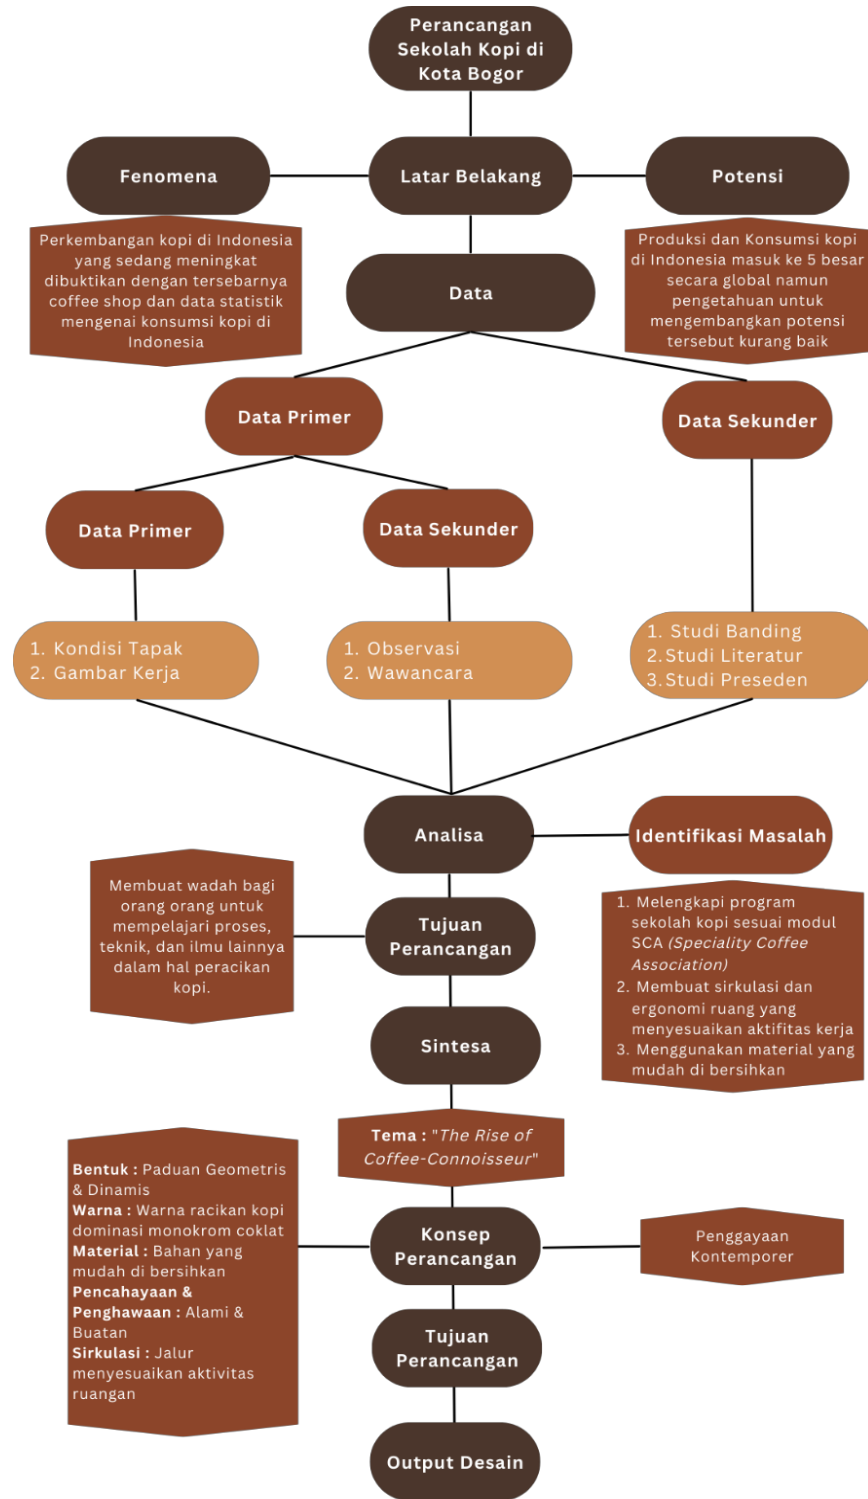 Perancangan
Sekolah Kopi di
Kota Bogor
Fenomena
Latar Belakang
Potensi
Perkembangan kopi di Indonesia
yang sedang meningkat
dibuktikan dengan tersebarnya
coffee shop dan data statistik
mengenai konsumsi kopi di
Indonesia
Produksi dan Konsumsi kopi
di Indonesia masuk ke 5 besar
secara global namun
pengetahuan untuk
mengembangkan potensi
tersebut kurang baik
Data
Data Primer
Data Sekunder
Data Primer
Data Sekunder
1. Kondisi Tapak
2. Gambar Kerja
1. Observasi
2. Wawancara
1. Studi Banding
2. Studi Literatur
3. Studi Preseden
Analisa
Identifikasi Masalah
Membuat wadah bagi
orang orang untuk
mempelajari proses,
teknik, dan ilmu lainnya
dalam hal peracikan
kopi.
Tujuan
Perancangan
1. Melengkapi program
sekolah kopi sesuai modul
SCA (Speciality Coffee
Association)
2. Membuat sirkulasi dan
ergonomi ruang yang
menyesuaikan aktifitas kerja
3. Menggunakan material yang
mudah di bersihkan
Sintesa
Tema : "The Rise of
Coffee-Connoisseur"
Bentuk : Paduan Geometris
& Dinamis
Warna : Warna racikan kopi
dominasi monokrom coklat
Material : Bahan yang
mudah di bersihkan
Pencahayaan &
Penghawaan : Alami &
Buatan
Sirkulasi : Jalur
menyesuaikan aktivitas
ruangan
Konsep
Perancangan
Penggayaan
Kontemporer
Tujuan
Perancangan
Output Desain